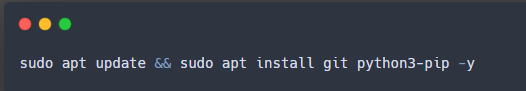 sudo apt update && sudo apt install git python3-pip -y